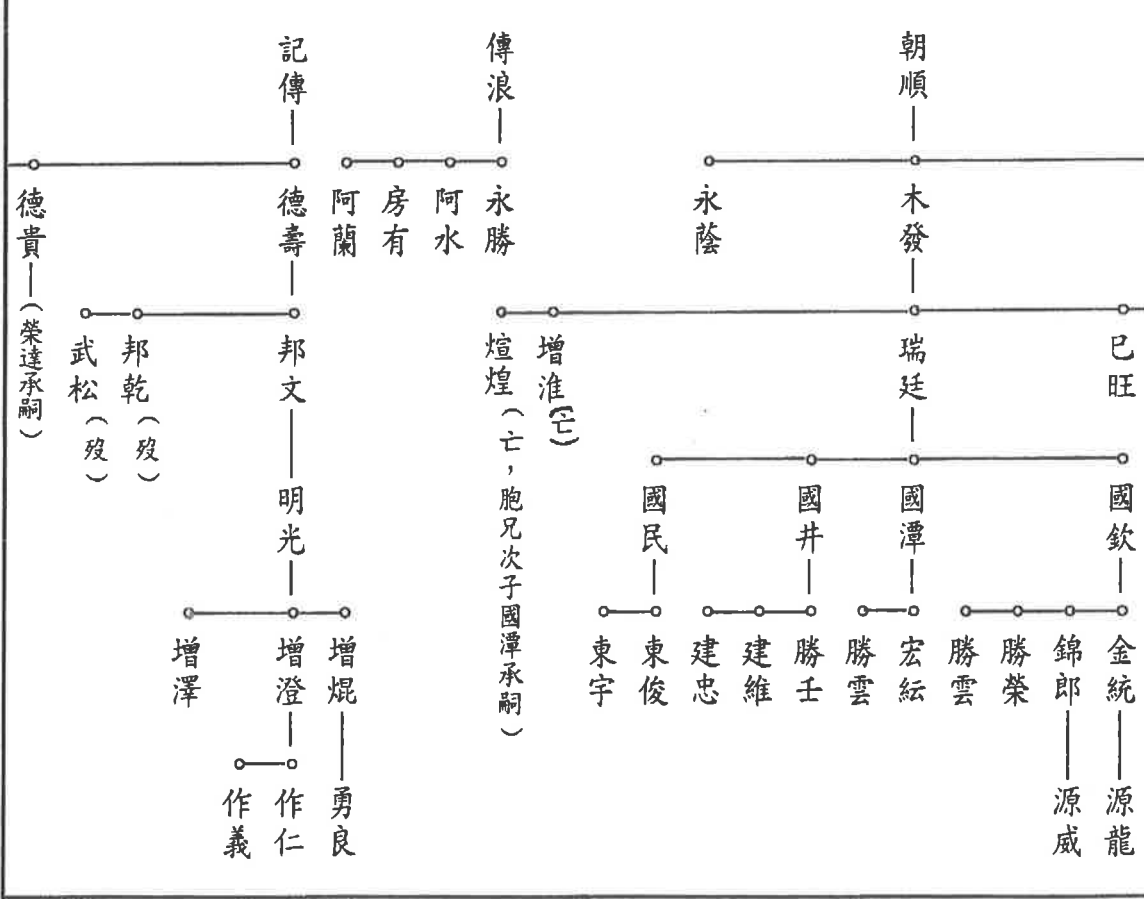 朝順
傳浪
記傳
木發
永蔭
永勝
阿水
房有
阿蘭
德壽
德貴
（榮達承嗣）
巳旺
瑞廷
增淮（亡）
煊煌（亡，胞兄次子國潭承嗣）
邦文
邦乾（歿）
武松（歿）
國欽
國潭
國井
國民
明光
金統
錦郎
勝榮
勝雲
宏紜
勝雲
勝壬
建維
建忠
東俊
東宇
增焜
增澄
增澤
源龍
源威
勇良
作仁
作義